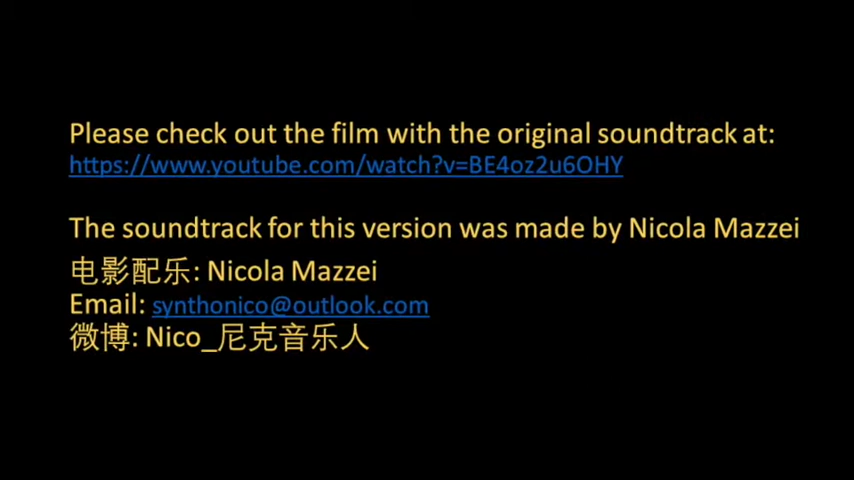 Please check out the film with the original soundtrack at:
https://www.youtube.com/watch?v=BE4oz2u6OHY
The soundtrack for this version was made by Nicola Mazzei
电影配乐: Nicola Mazzei
Email: synthonico@outlook.com
微博: Nico_尼克音乐人